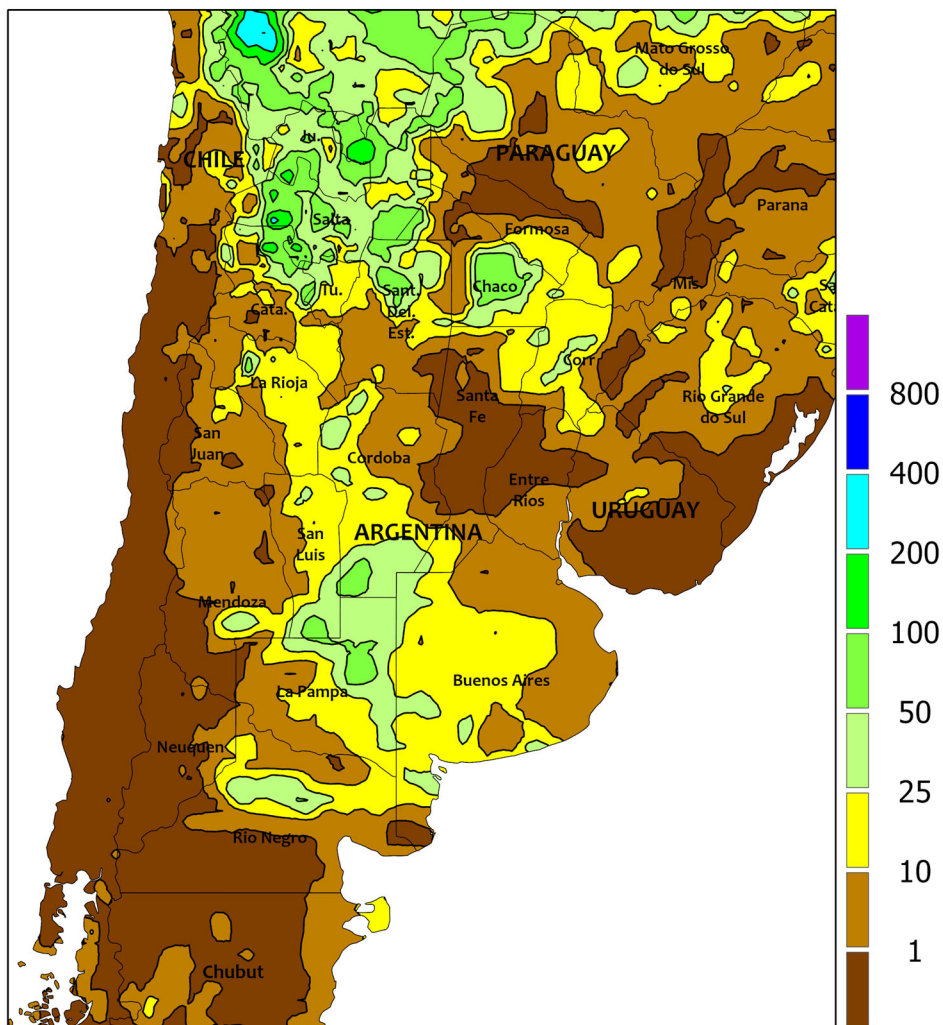 Mato Grosso
do Sul
Ju.
CHILE
PARAGUAY
Parana
Salta
Formosa
Chaco
Mis.
Tu.
Sant.
Del.
Est.
Cata.
Sa
Cata
Corr
La Rioja
Santa
Fe
Rio Grande
do Sul
San
Juan
Cordoba
Entre
Rios
URUGUAY
ARGENTINA
San
Luis
Mendoza
Buenos Aires
La Pampa
Neuquen
Rio Negro
Chubut
800
400
200
100
50
25
10
1